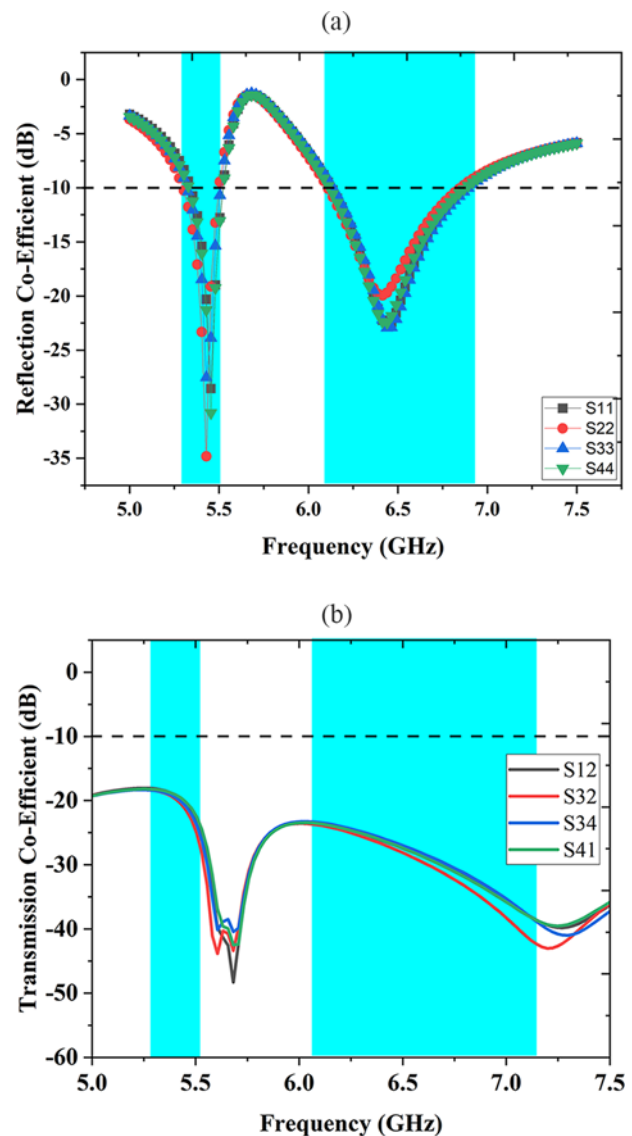 (a)
Reflection Co-Efficient (dB)
0
-5
-10
-15
-20
-25
-30
-35
S11
S22
S33
S44
5.0 5.5 6.0 6.5 7.0 7.5
Frequency (GHz)
(b)
Transmission Co-Efficient (dB)
0
-10
-20
-30
-40
-50
-60
S12
S32
S34
S41
5.0 5.5 6.0 6.5 7.0 7.5
Frequency (GHz)